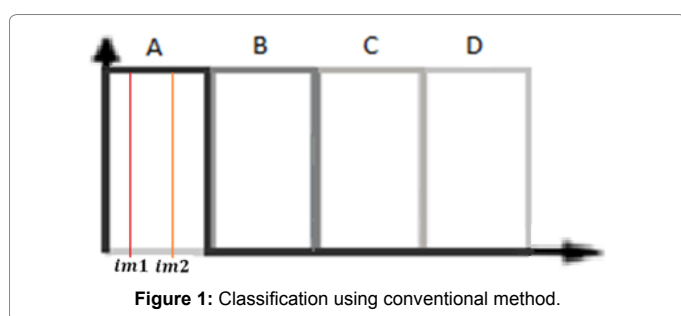 A B C D
im1 im2
Figure 1: Classification using conventional method.